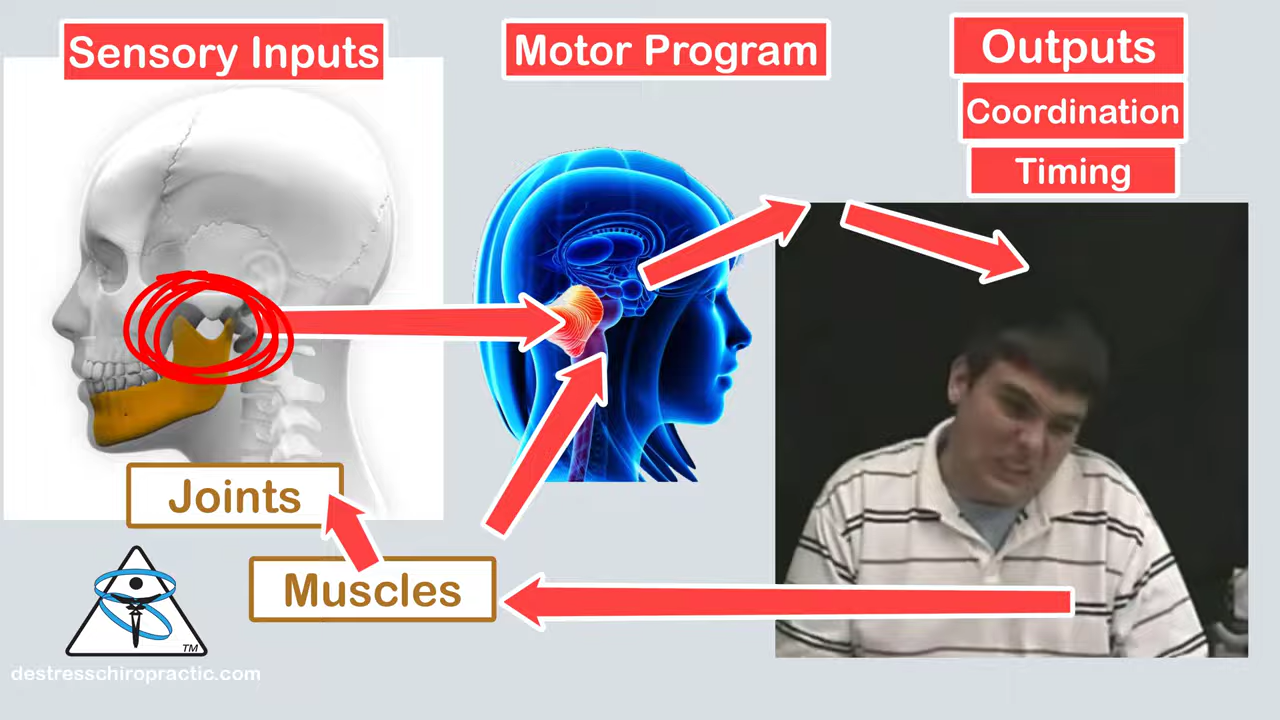 Sensory Inputs
Motor Program
Outputs
Coordination
Timing
Joints
Muscles
TM
destresschiropractic.com